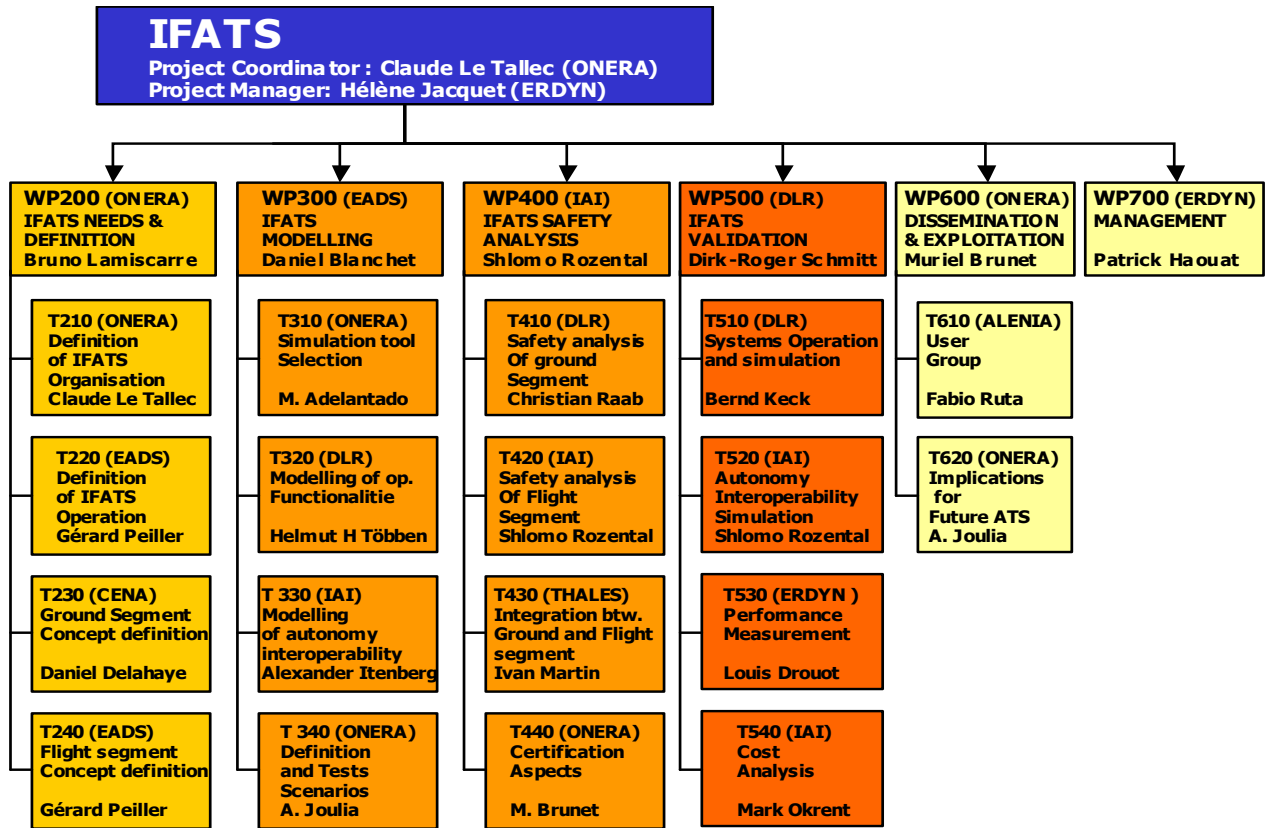 IFATS
Project Coordinator : Claude Le Tallec (ONERA)
Project Manager: Hélène Jacquet (ERDYN)
WP200 (ONERA)
IFATS NEEDS &
DEFINITION
Bruno Lamiscarre
T210 (ONERA)
Definition
of IFATS
Organisation
Claude Le Tallec
T220 (EADS)
Definition
of IFATS
Operation
Gérard Peiller
T230 (CENA)
Ground Segment
Concept definition
Daniel Delahaye
T240 (EADS)
Flight segment
Concept definition
Gérard Peiller
WP300 (EADS)
IFATS
MODELLING
Daniel Blanchet
T310 (ONERA)
Simulation tool
Selection
M. Adelantado
T320 (DLR)
Modelling of op.
Functionalitie
Helmut H Többen
T 330 (IAI)
Modelling
of autonomy
interoperability
Alexander Itenberg
T 340 (ONERA)
Definition
and Tests
Scenarios
A. Joulia
WP400 (IAI)
IFATS SAFETY
ANALYSIS
Shlomo Rozental
T410 (DLR)
Safety analysis
Of ground
Segment
Christian Raab
T420 (IAI)
Safety analysis
Of Flight
Segment
Shlomo Rozental
T430 (THALES)
Integration btw.
Ground and Flight
segment
Ivan Martin
T440 (ONERA)
Certification
Aspects
M. Brunet
WP500 (DLR)
IFATS
VALIDATION
Dirk-Roger Schmitt
T510 (DLR)
Systems Operation
and simulation
Bernd Keck
T520 (IAI)
Autonomy
Interoperability
Simulation
Shlomo Rozental
T530 (ERDYN )
Performance
Measurement
Louis Drouot
T540 (IAI)
Cost
Analysis
Mark Okrent
WP600 (ONERA)
DISSEMINATION
& EXPLOITATION
Muriel Brunet
T610 (ALENIA)
User
Group
Fabio Ruta
T620 (ONERA)
Implications
for
Future ATS
A. Joulia
WP700 (ERDYN)
MANAGEMENT
Patrick Haouat